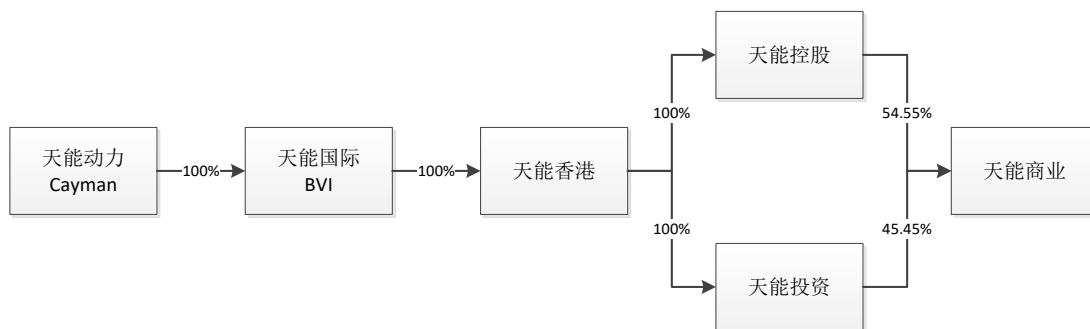 天能控股
100%
54.55%
天能动力
Cayman
100%
天能国际
BVI
100%
天能香港
天能商业
100%
45.45%
天能投资